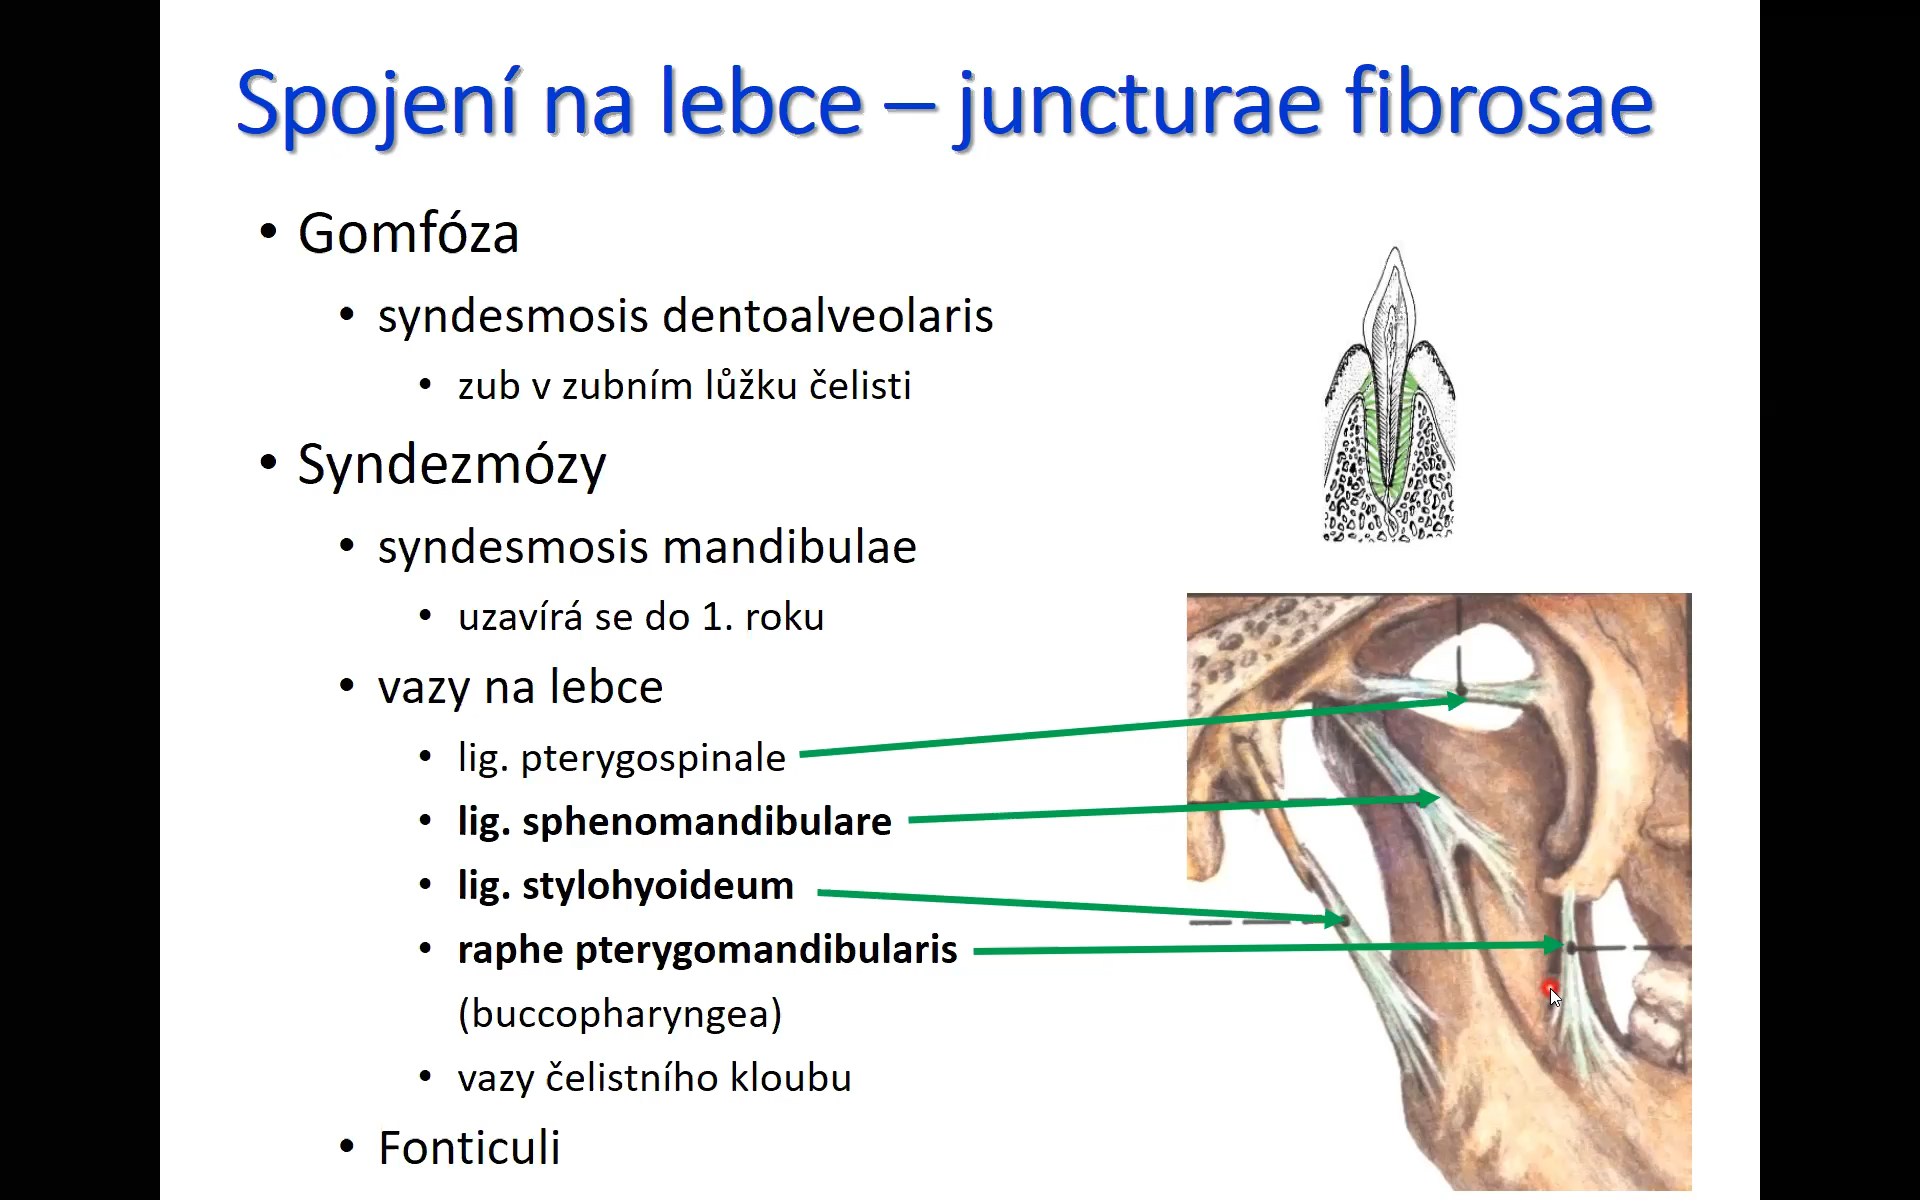 Spojení na lebce – juncturae fibrosae
• Gomfóza
• syndesmosis dentoalveolaris
• zub v zubním lůžku čelisti
• Syndezmózy
• syndesmosis mandibulae
• uzavírá se do 1. roku
• vazy na lebce
• lig. pterygospinale
• lig. sphenomandibulare
• lig. stylohyoideum
• raphe pterygomandibularis
(buccopharyngea)
• vazy čelistního kloubu
• Fonticuli